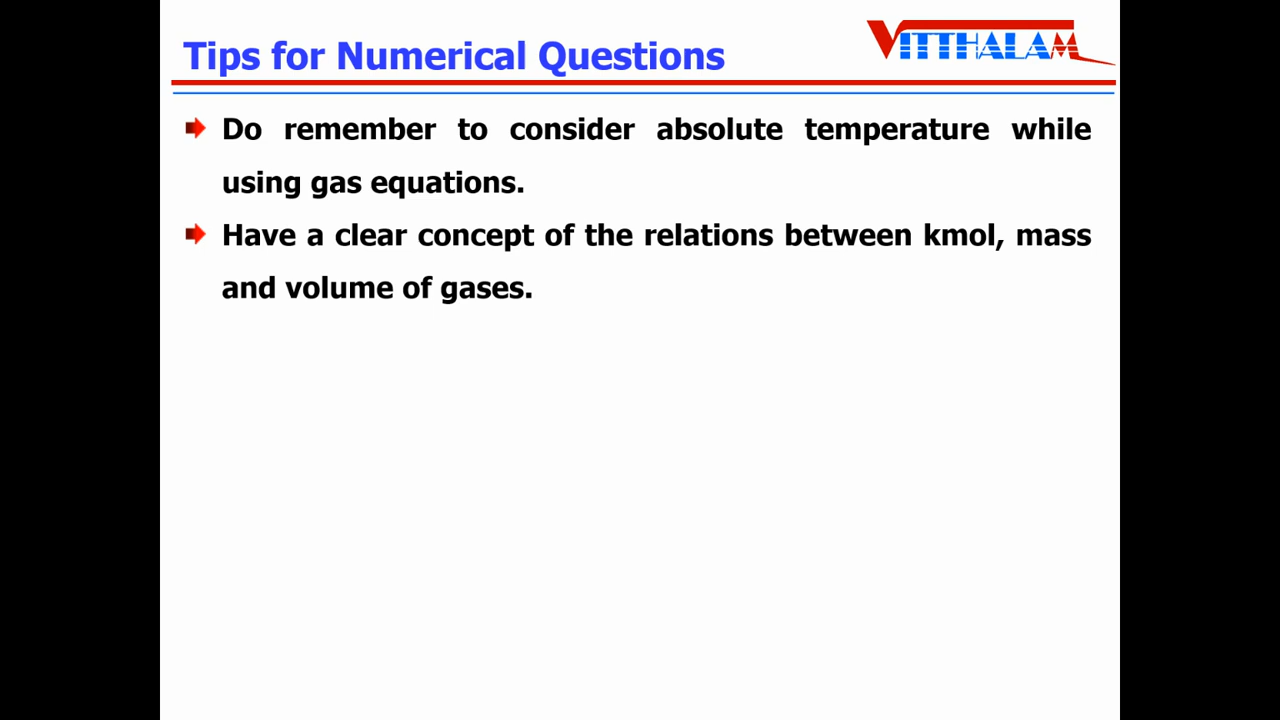 Tips for Numerical Questions
VITTHALAM
Do remember to consider absolute temperature while
using gas equations.
Have a clear concept of the relations between kmol, mass
and volume of gases.